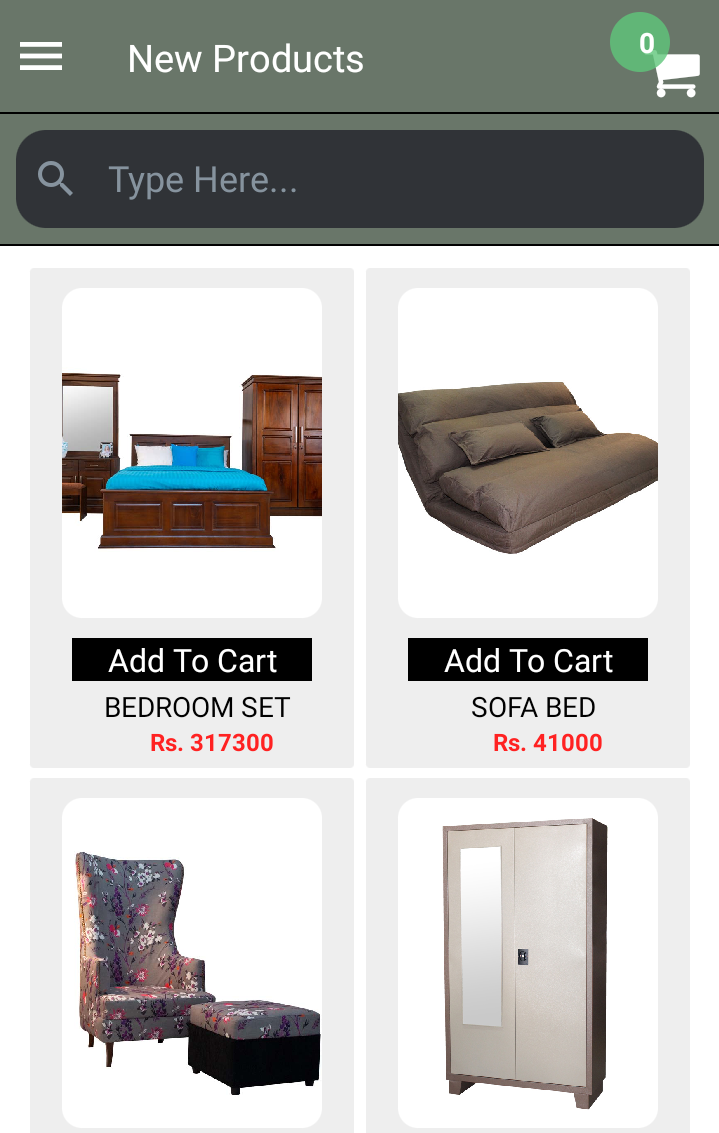 New Products
0
Type Here...
Add To Cart
Add To Cart
BEDROOM SET
SOFA BED
Rs. 317300
Rs. 41000